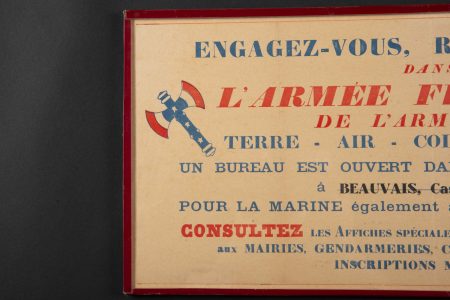 ENGAGEZ-VOUS, R
DANS
L'ARMÉE F
DE L'ARM
TERRE - AIR - CO
UN BUREAU EST OUVERT DA
à BEAUVAIS, Ca
POUR LA MARINE également
CONSULTEZ LES Affiches spéciale
aux MAIRIES, GENDARMERIES, C
INSCRIPTIONS M